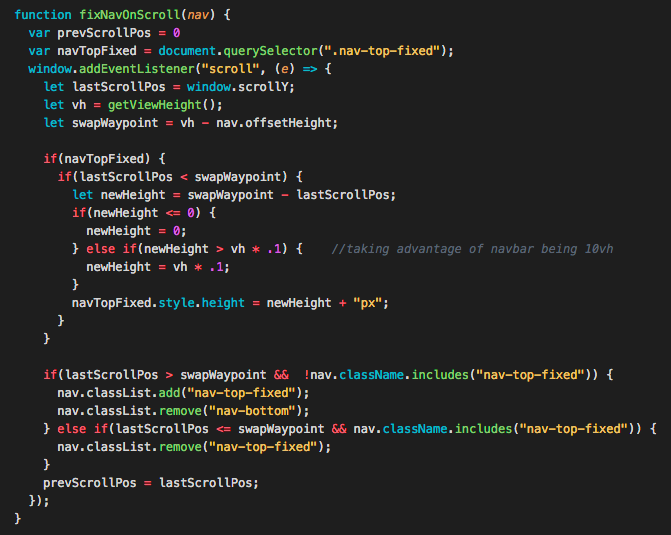 function fixNavOnScroll(nav) {
  var prevScrollPos = 0
  var navTopFixed = document.querySelector(".nav-top-fixed");
  window.addEventListener("scroll", (e) => {
    let lastScrollPos = window.scrollY;
    let vh = getViewHeight();
    let swapWaypoint = vh - nav.offsetHeight;

    if(navTopFixed) {
      if(lastScrollPos < swapWaypoint) {
        let newHeight = swapWaypoint - lastScrollPos;
        if(newHeight <= 0) {
          newHeight = 0;
        } else if(newHeight > vh * .1) {    //taking advantage of navbar being 10vh
          newHeight = vh * .1;
        }
        navTopFixed.style.height = newHeight + "px";
      }
    }

    if(lastScrollPos > swapWaypoint &&  !nav.className.includes("nav-top-fixed")) {
      nav.classList.add("nav-top-fixed");
      nav.classList.remove("nav-bottom");
    } else if(lastScrollPos <= swapWaypoint && nav.className.includes("nav-top-fixed")) {
      nav.classList.remove("nav-top-fixed");
    }
    prevScrollPos = lastScrollPos;
  });
}